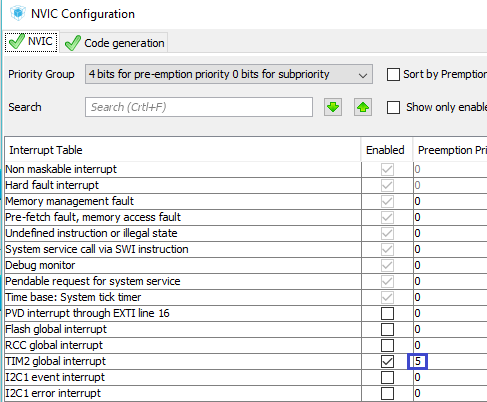 NVIC Configuration
NVIC Code generation
Priority Group 4 bits for pre-emption priority 0 bits for subpriority Sort by Premption
Search Search (Crtl+F) Show only enable
Interrupt Table Enabled Preemption Pri
Non maskable interrupt 0
Hard fault interrupt 0
Memory management fault 0
Pre-fetch fault, memory access fault 0
Undefined instruction or illegal state 0
System service call via SWI instruction 0
Debug monitor 0
Pendable request for system service 0
Time base: System tick timer 0
PVD interrupt through EXTI line 16 0
Flash global interrupt 0
RCC global interrupt 0
TIM2 global interrupt 5
I2C1 event interrupt 0
I2C1 error interrupt 0